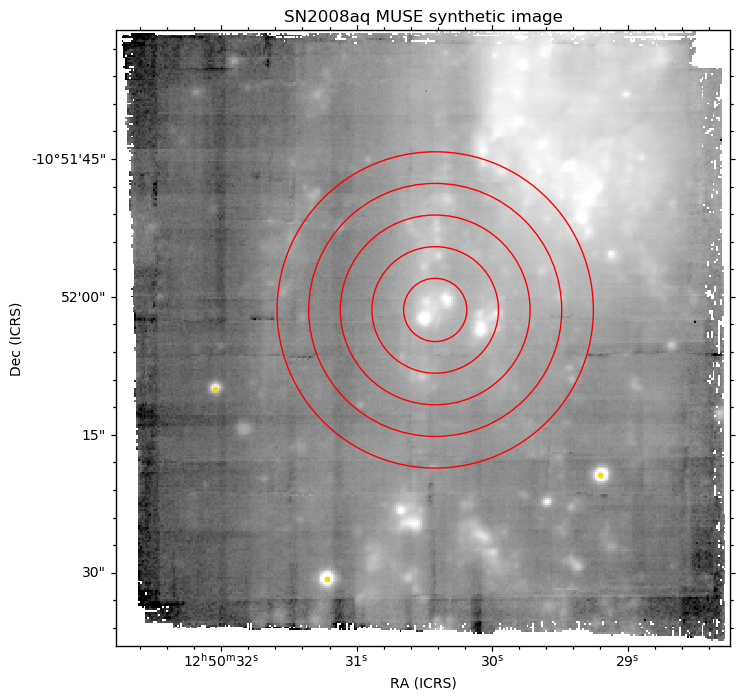 SN2008aq MUSE synthetic image
-10°51'45"
52'00"
15"
30"
Dec (ICRS)
12ʰ50ᵐ32ˢ
31ˢ
30ˢ
29ˢ
RA (ICRS)